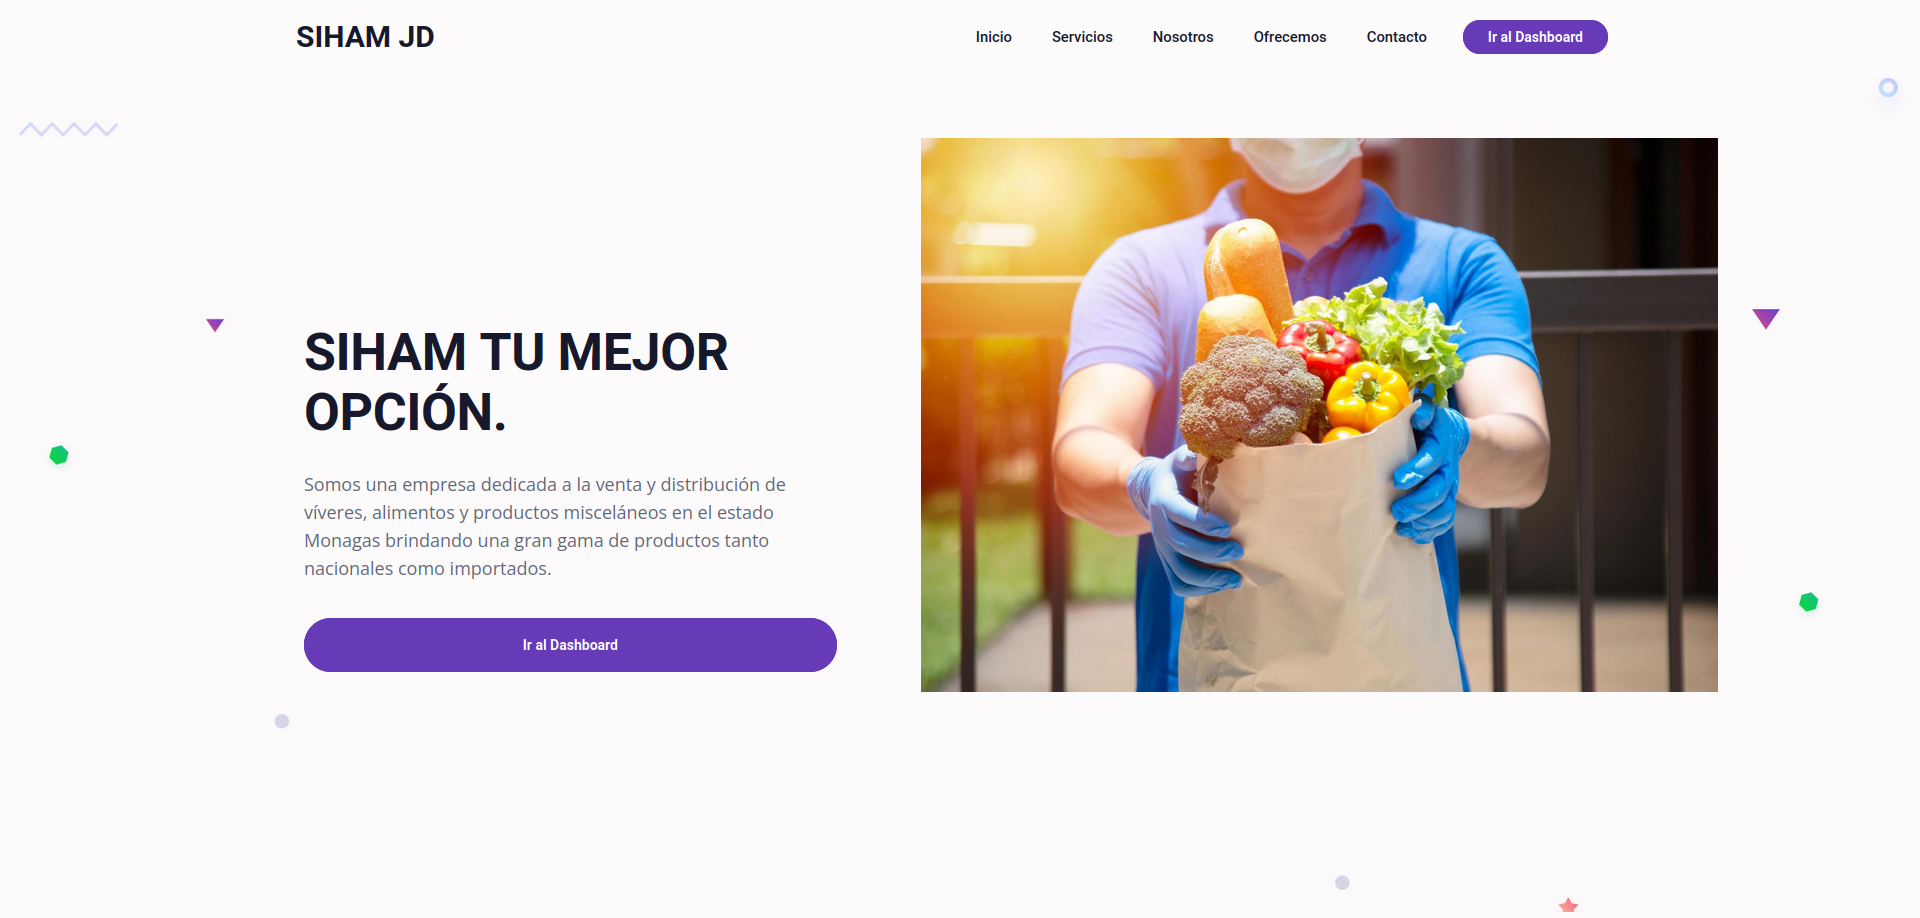 SIHAM JD
Inicio Servicios Nosotros Ofrecemos Contacto Ir al Dashboard
SIHAM TU MEJOR
OPCIÓN.
Somos una empresa dedicada a la venta y distribución de
víveres, alimentos y productos misceláneos en el estado
Monagas brindando una gran gama de productos tanto
nacionales como importados.
Ir al Dashboard